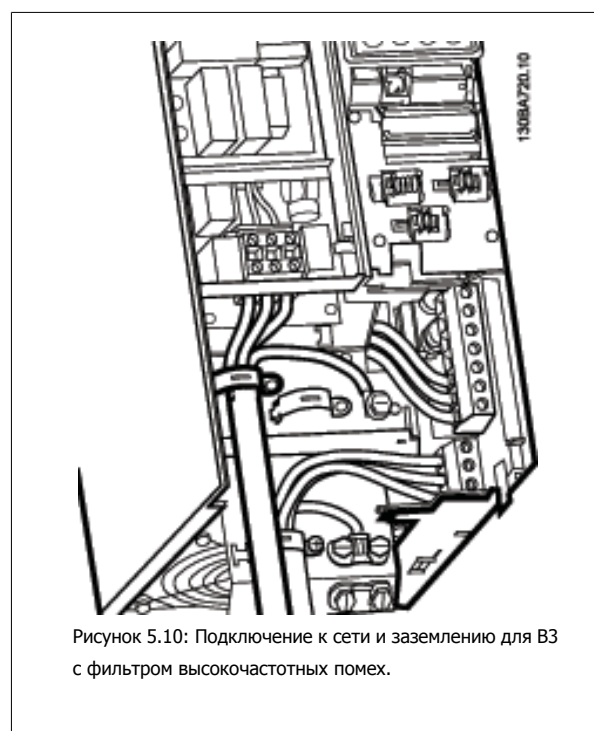 130BA720.10
Рисунок 5.10: Подключение к сети и заземлению для B3
с фильтром высокочастотных помех.